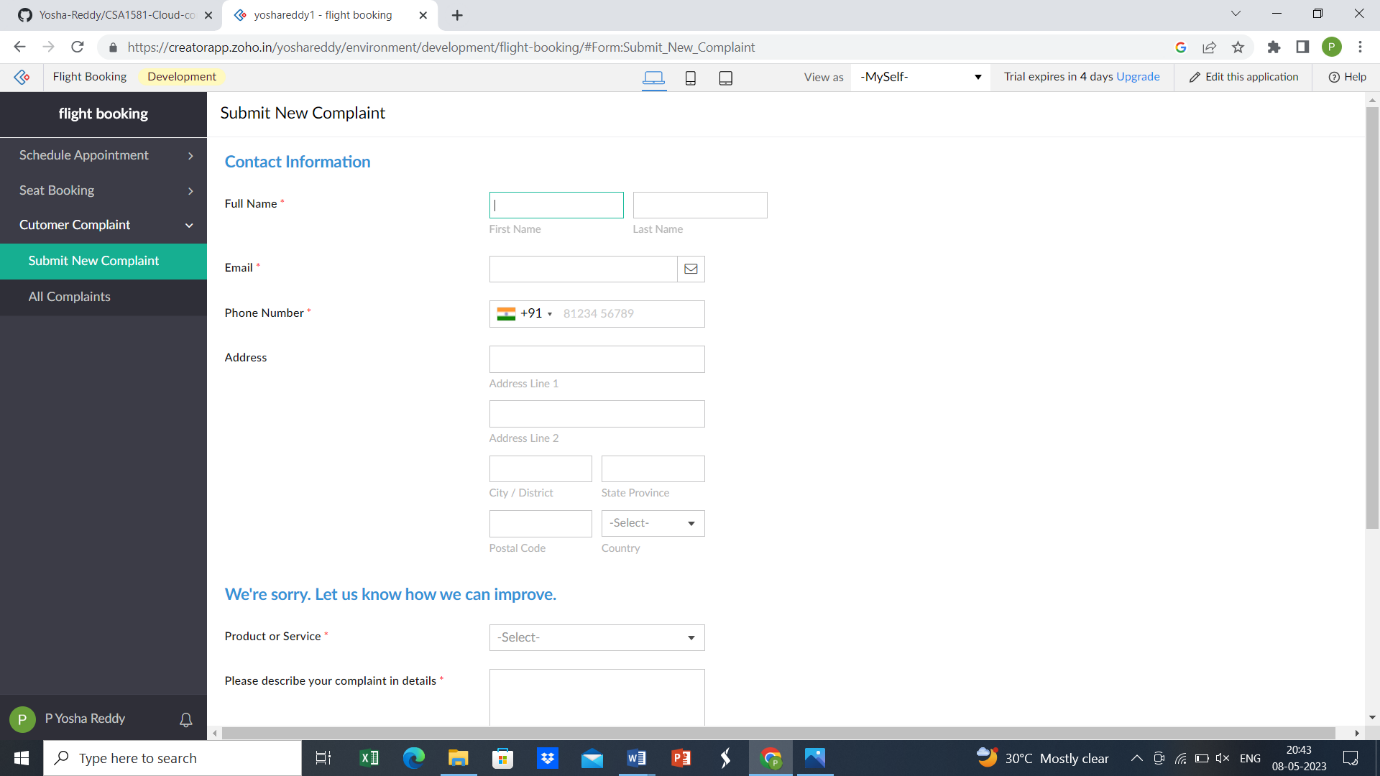 Yosha-Reddy/CSA1581-Cloud-co
yoshareddy1 - flight booking
https://creatorapp.zoho.in/yoshareddy/environment/development/flight-booking/#Form:Submit_New_Complaint
P
Flight Booking Development View as -MySelf- Trial expires in 4 days Upgrade Edit this application Help
flight booking
Submit New Complaint
Schedule Appointment
Seat Booking
Cutomer Complaint
Submit New Complaint
All Complaints
Contact Information
Full Name *
First Name Last Name
Email *
Phone Number * +91 81234 56789
Address
Address Line 1
Address Line 2
City / District State Province
-Select-
Postal Code Country
We're sorry. Let us know how we can improve.
Product or Service * -Select-
Please describe your complaint in details *
P P Yosha Reddy
Type here to search
30°C Mostly clear
ENG
20:43
08-05-2023